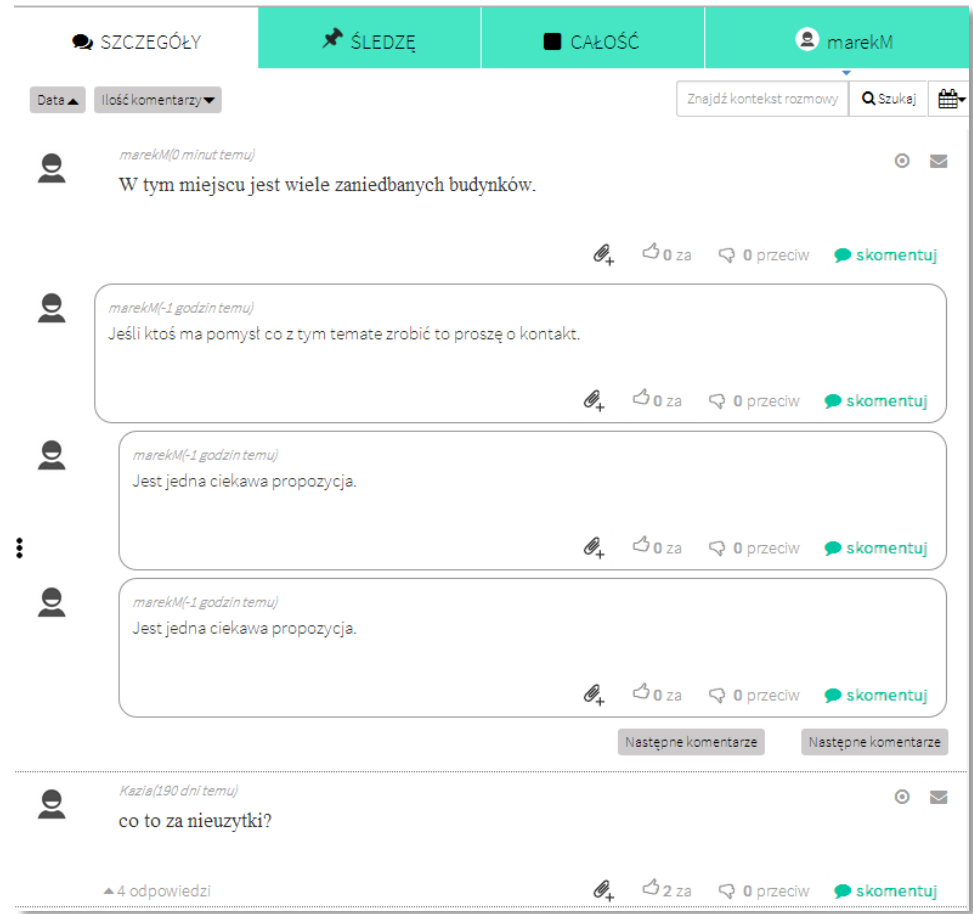 SZCZEGÓŁY ŚLEDZĘ CAŁOŚĆ marekM
Data Ilość komentarzy Znajdź kontekst rozmowy Szukaj
marekM(0 minut temu)
W tym miejscu jest wiele zaniedbanych budynków.
0 za 0 przeciw skomentuj
marekM(-1 godzin temu)
Jeśli ktoś ma pomysł co z tym temate zrobić to proszę o kontakt.
0 za 0 przeciw skomentuj
marekM(-1 godzin temu)
Jest jedna ciekawa propozycja.
0 za 0 przeciw skomentuj
marekM(-1 godzin temu)
Jest jedna ciekawa propozycja.
0 za 0 przeciw skomentuj
Następne komentarze Następne komentarze
Kazia(190 dni temu)
co to za nieuzytki?
4 odpowiedzi 2 za 0 przeciw skomentuj